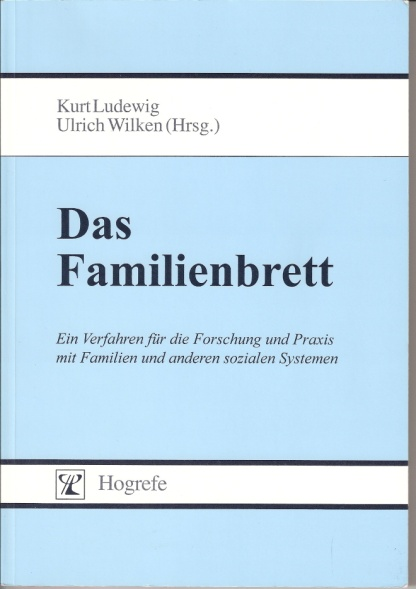 Kurt Ludewig
Ulrich Wilken (Hrsg.)
Das
Familienbrett
Ein Verfahren für die Forschung und Praxis
mit Familien und anderen sozialen Systemen
Hogrefe